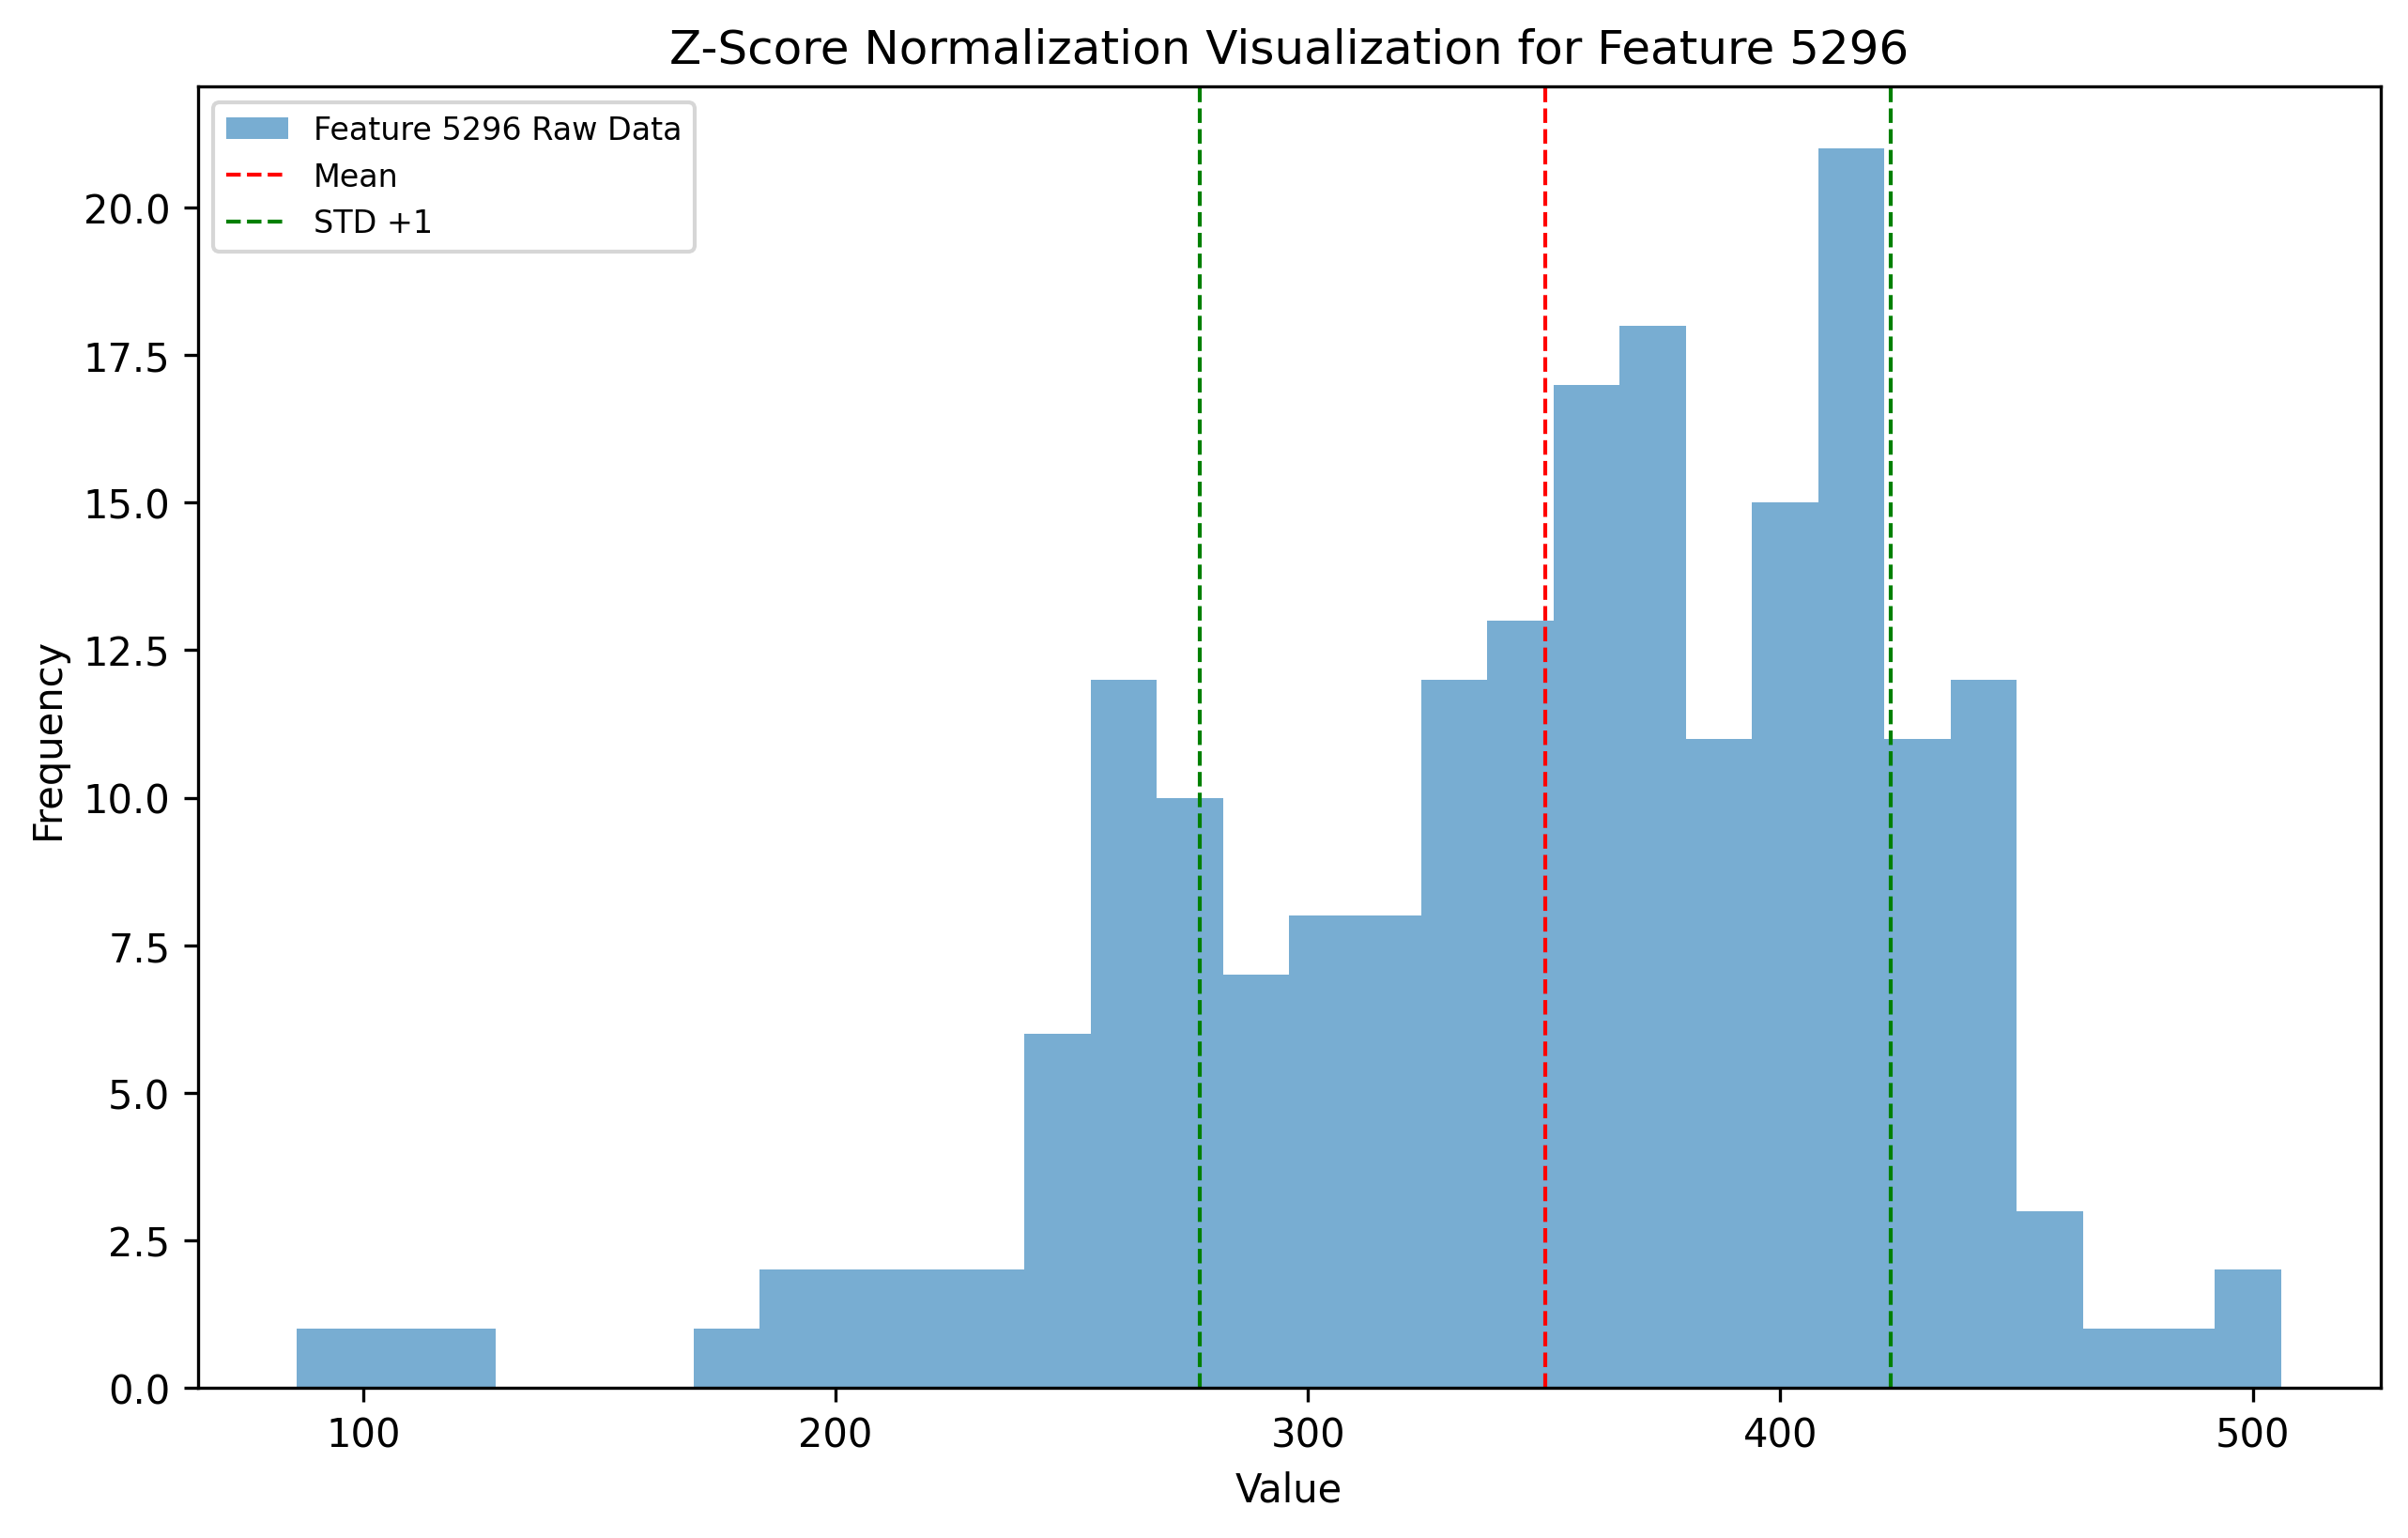 Z-Score Normalization Visualization for Feature 5296
Feature 5296 Raw Data
Mean
STD +1
20.0
17.5
15.0
12.5
10.0
7.5
5.0
2.5
0.0
Frequency
100 200 300 400 500
Value